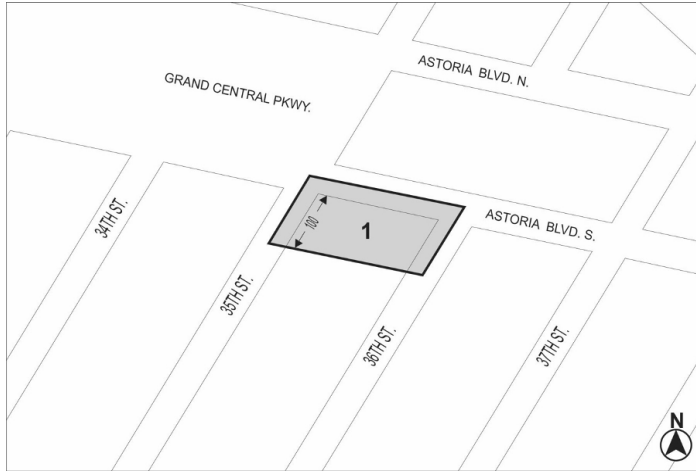 ASTORIA BLVD. N.
GRAND CENTRAL PKWY.
34TH ST.
100
1
ASTORIA BLVD. S.
35TH ST.
36TH ST.
37TH ST.
N